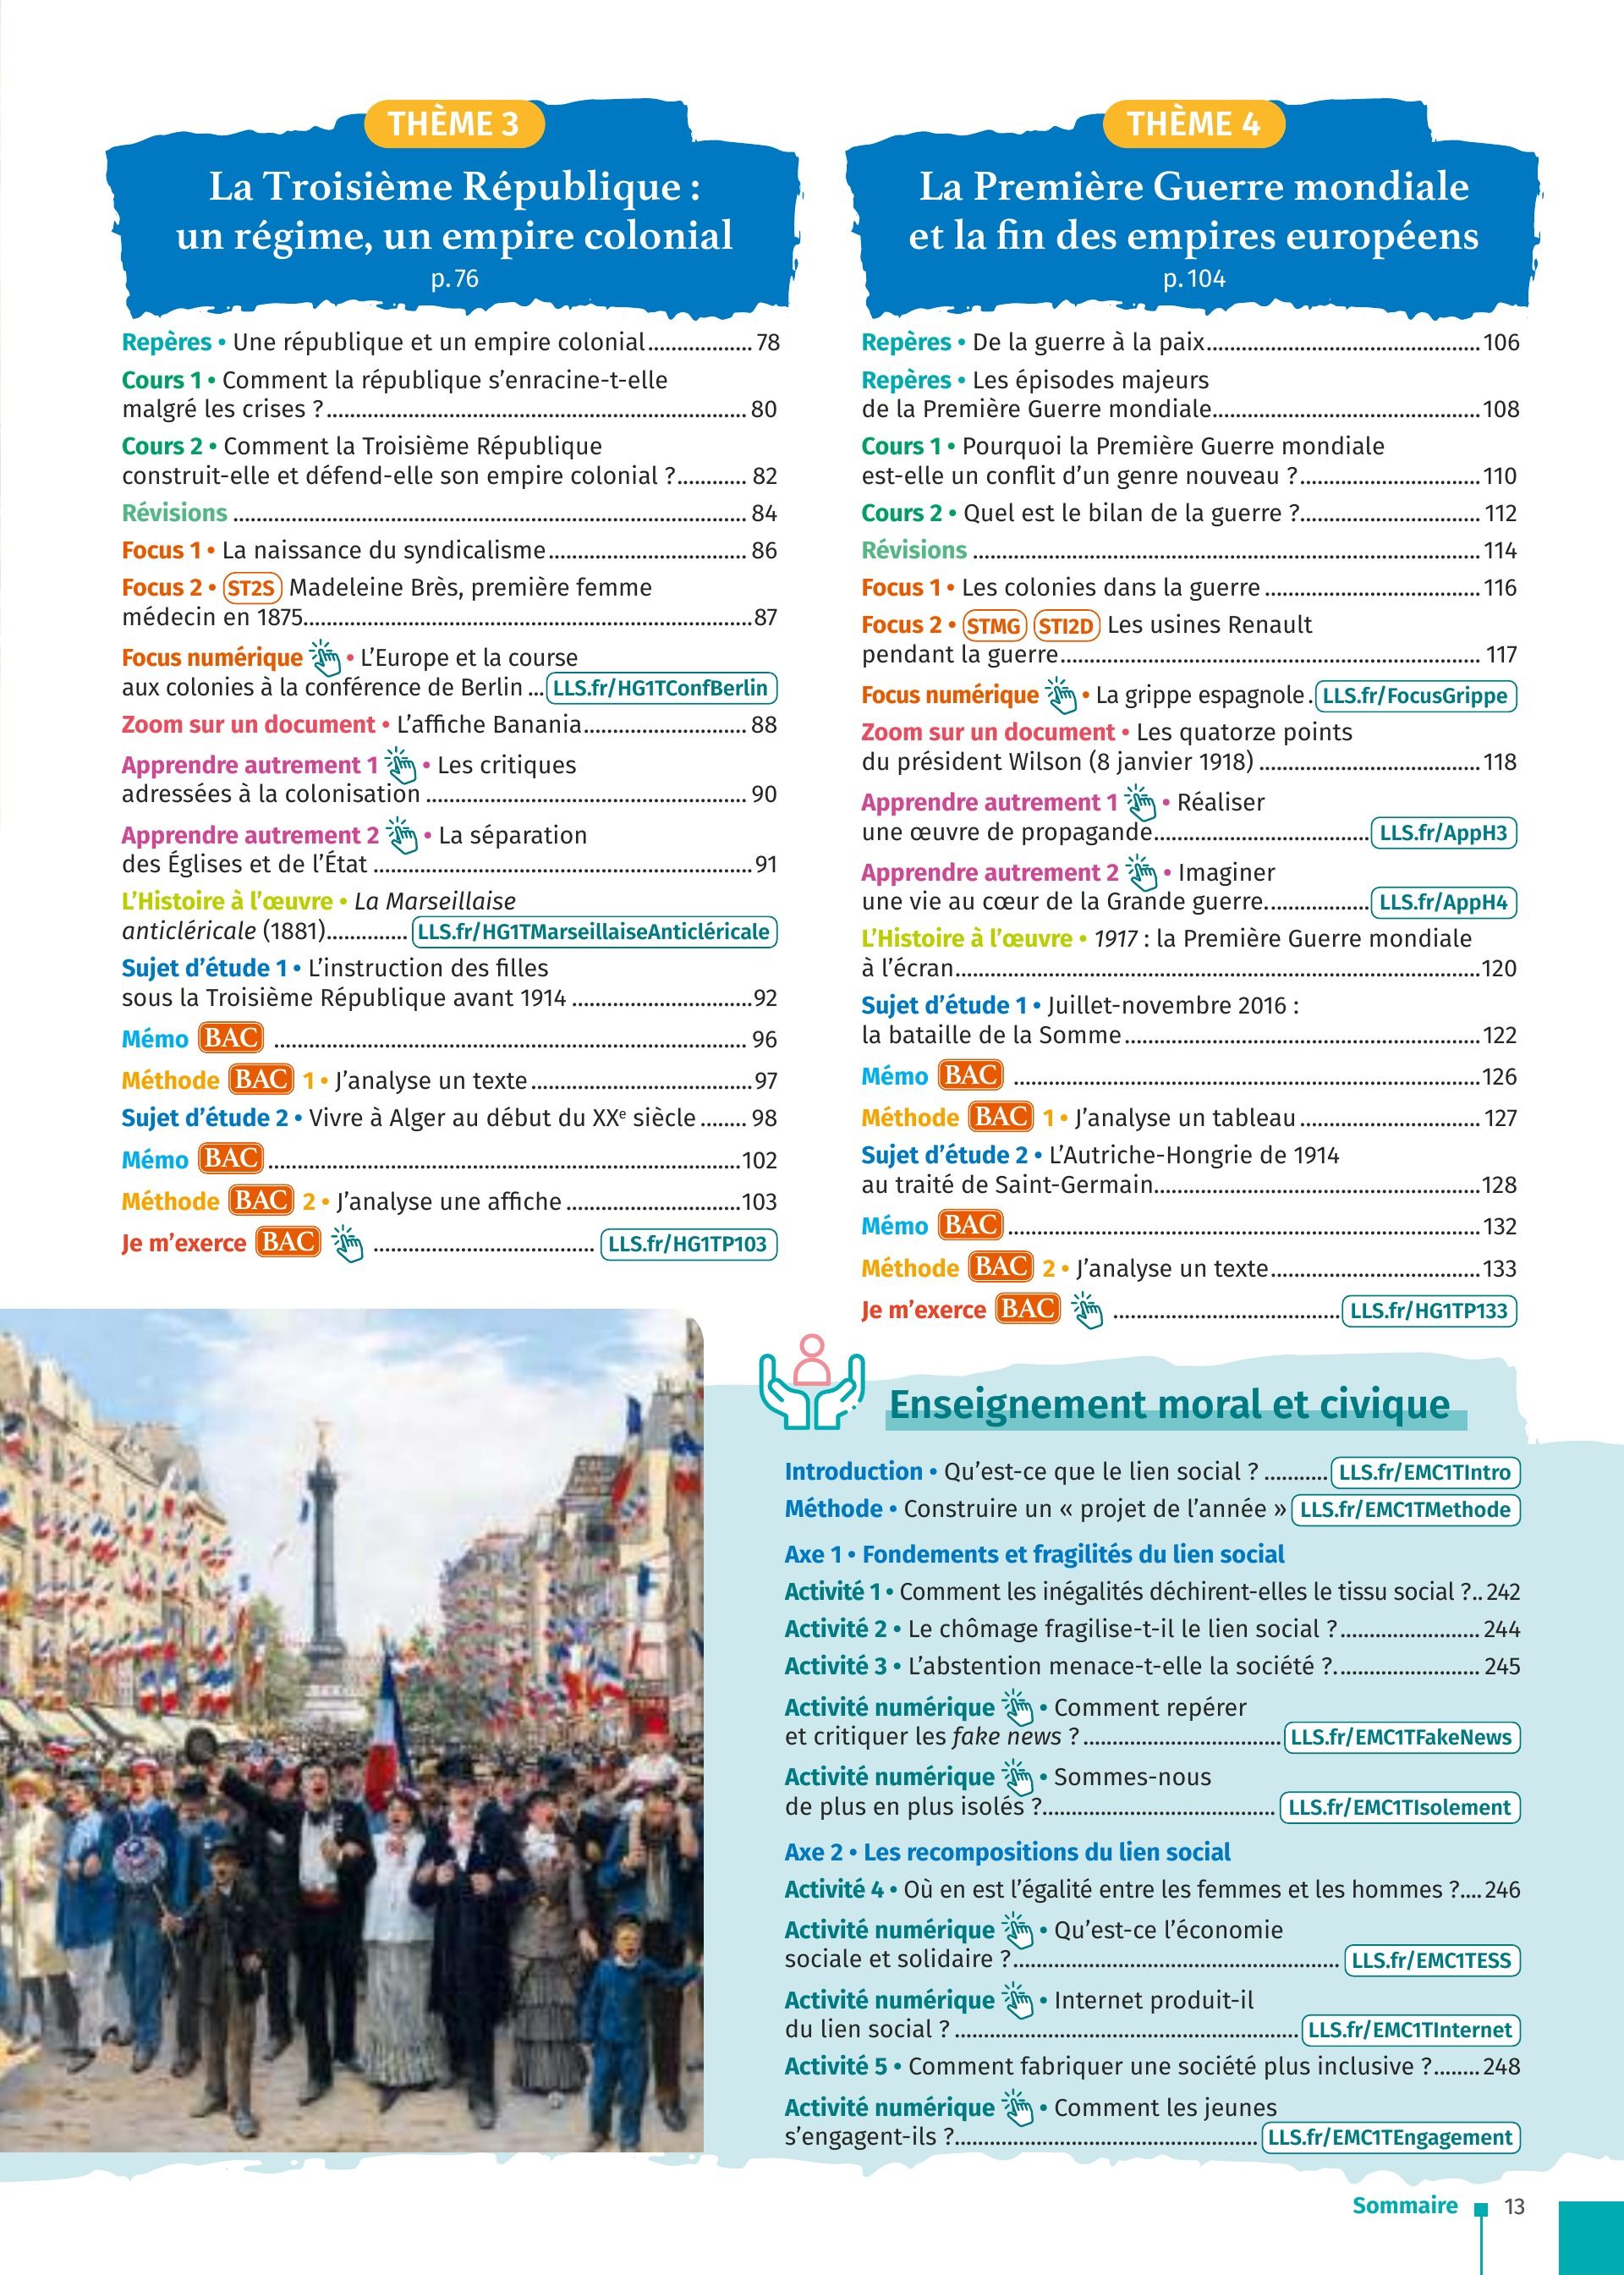 THÈME 3
La Troisième République :
un régime, un empire colonial
p. 76
Repères • Une république et un empire colonial.................. 78
Cours 1 • Comment la république s'enracine-t-elle
malgré les crises ?.................. 80
Cours 2 • Comment la Troisième République
construit-elle et défend-elle son empire colonial ?............ 82
Révisions .................. 84
Focus 1 • La naissance du syndicalisme.................. 86
Focus 2 • ST2S Madeleine Brès, première femme
médecin en 1875.................. 87
Focus numérique • L'Europe et la course
aux colonies à la conférence de Berlin ... LLS.fr/HG1TConfBerlin
Zoom sur un document • L'affiche Banania.................. 88
Apprendre autrement 1 • Les critiques
adressées à la colonisation .................. 90
Apprendre autrement 2 • La séparation
des Églises et de l'État .................. 91
L'Histoire à l'œuvre • La Marseillaise
anticléricale (1881)............. LLS.fr/HG1TMarseillaiseAnticléricale
Sujet d'étude 1 • L'instruction des filles
sous la Troisième République avant 1914 .................. 92
Mémo BAC .................. 96
Méthode BAC 1 • J'analyse un texte .................. 97
Sujet d'étude 2 • Vivre à Alger au début du XXe siècle ........ 98
Mémo BAC .................. 102
Méthode BAC 2 • J'analyse une affiche .................. 103
Je m'exerce BAC .................. LLS.fr/HG1TP103
THÈME 4
La Première Guerre mondiale
et la fin des empires européens
p. 104
Repères • De la guerre à la paix.................. 106
Repères • Les épisodes majeurs
de la Première Guerre mondiale.................. 108
Cours 1 • Pourquoi la Première Guerre mondiale
est-elle un conflit d'un genre nouveau ?.................. 110
Cours 2 • Quel est le bilan de la guerre ?.................. 112
Révisions .................. 114
Focus 1 • Les colonies dans la guerre .................. 116
Focus 2 • STMG STI2D Les usines Renault
pendant la guerre.................. 117
Focus numérique • La grippe espagnole . LLS.fr/FocusGrippe
Zoom sur un document • Les quatorze points
du président Wilson (8 janvier 1918) .................. 118
Apprendre autrement 1 • Réaliser
une œuvre de propagande.................. LLS.fr/AppH3
Apprendre autrement 2 • Imaginer
une vie au cœur de la Grande guerre.................. LLS.fr/AppH4
L'Histoire à l'œuvre • 1917 : la Première Guerre mondiale
à l'écran.................. 120
Sujet d'étude 1 • Juillet-novembre 2016 :
la bataille de la Somme .................. 122
Mémo BAC .................. 126
Méthode BAC 1 • J'analyse un tableau .................. 127
Sujet d'étude 2 • L'Autriche-Hongrie de 1914
au traité de Saint-Germain.................. 128
Mémo BAC .................. 132
Méthode BAC 2 • J'analyse un texte.................. 133
Je m'exerce BAC .................. LLS.fr/HG1TP133
Enseignement moral et civique
Introduction • Qu'est-ce que le lien social ? ........... LLS.fr/EMC1TIntro
Méthode • Construire un « projet de l'année » LLS.fr/EMC1TMethode
Axe 1 • Fondements et fragilités du lien social
Activité 1 • Comment les inégalités déchirent-elles le tissu social ?.. 242
Activité 2 • Le chômage fragilise-t-il le lien social ?.................. 244
Activité 3 • L'abstention menace-t-elle la société ?.................. 245
Activité numérique • Comment repérer
et critiquer les fake news ?.................. LLS.fr/EMC1TFakeNews
Activité numérique • Sommes-nous
de plus en plus isolés ?.................. LLS.fr/EMC1TIsolement
Axe 2 • Les recompositions du lien social
Activité 4 • Où en est l'égalité entre les femmes et les hommes ?.... 246
Activité numérique • Qu'est-ce l'économie
sociale et solidaire ?.................. LLS.fr/EMC1TESS
Activité numérique • Internet produit-il
du lien social ?.................. LLS.fr/EMC1TInternet
Activité 5 • Comment fabriquer une société plus inclusive ?........ 248
Activité numérique • Comment les jeunes
s'engagent-ils ?.................. LLS.fr/EMC1TEngagement
Sommaire 13